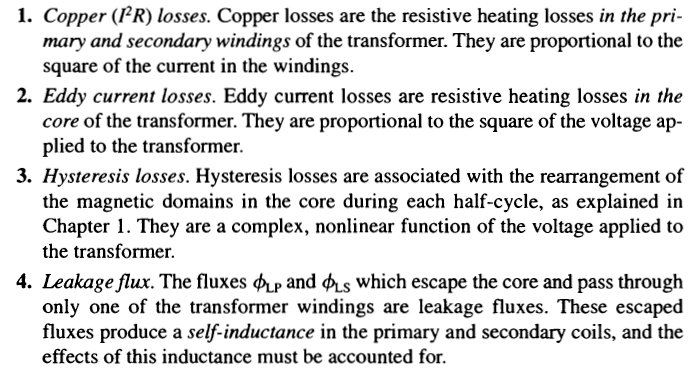 1. Copper (I²R) losses. Copper losses are the resistive heating losses in the pri-
mary and secondary windings of the transformer. They are proportional to the
square of the current in the windings.
2. Eddy current losses. Eddy current losses are resistive heating losses in the
core of the transformer. They are proportional to the square of the voltage ap-
plied to the transformer.
3. Hysteresis losses. Hysteresis losses are associated with the rearrangement of
the magnetic domains in the core during each half-cycle, as explained in
Chapter 1. They are a complex, nonlinear function of the voltage applied to
the transformer.
4. Leakage flux. The fluxes ϕLP and ϕLS which escape the core and pass through
only one of the transformer windings are leakage fluxes. These escaped
fluxes produce a self-inductance in the primary and secondary coils, and the
effects of this inductance must be accounted for.